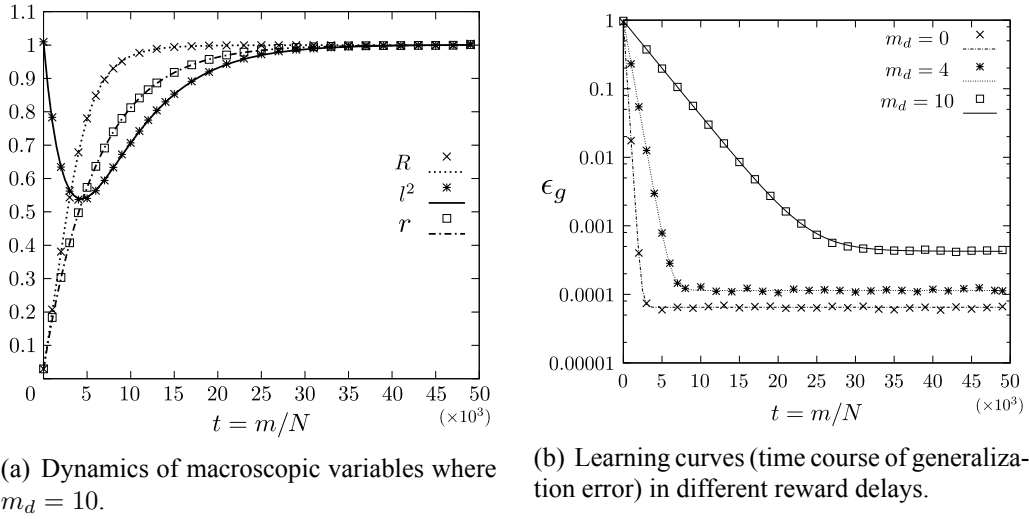 1.1
1
0.9
0.8
0.7
0.6
0.5
0.4
0.3
0.2
0.1
R
l²
r
0 5 10 15 20 25 30 35 40 45 50
t = m/N
(×10³)
(a) Dynamics of macroscopic variables where
m_d = 10.
1
0.1
0.01
0.001
0.0001
0.00001
ϵ_g
m_d = 0
m_d = 4
m_d = 10
0 5 10 15 20 25 30 35 40 45 50
t = m/N
(×10³)
(b) Learning curves (time course of generaliza-
tion error) in different reward delays.